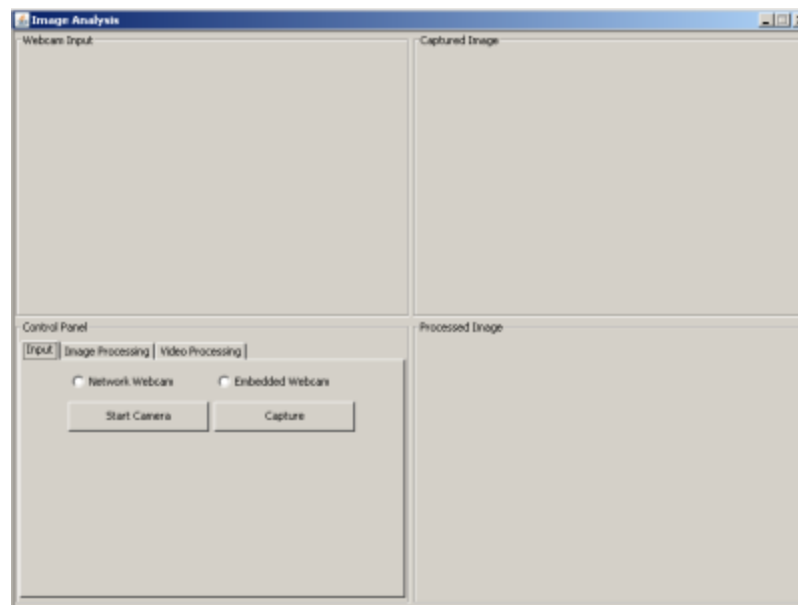 Image Analysis
Webcam Input
Captured Image
Control Panel
Processed Image
Input Image Processing Video Processing
Network Webcam Embedded Webcam
Start Camera Capture